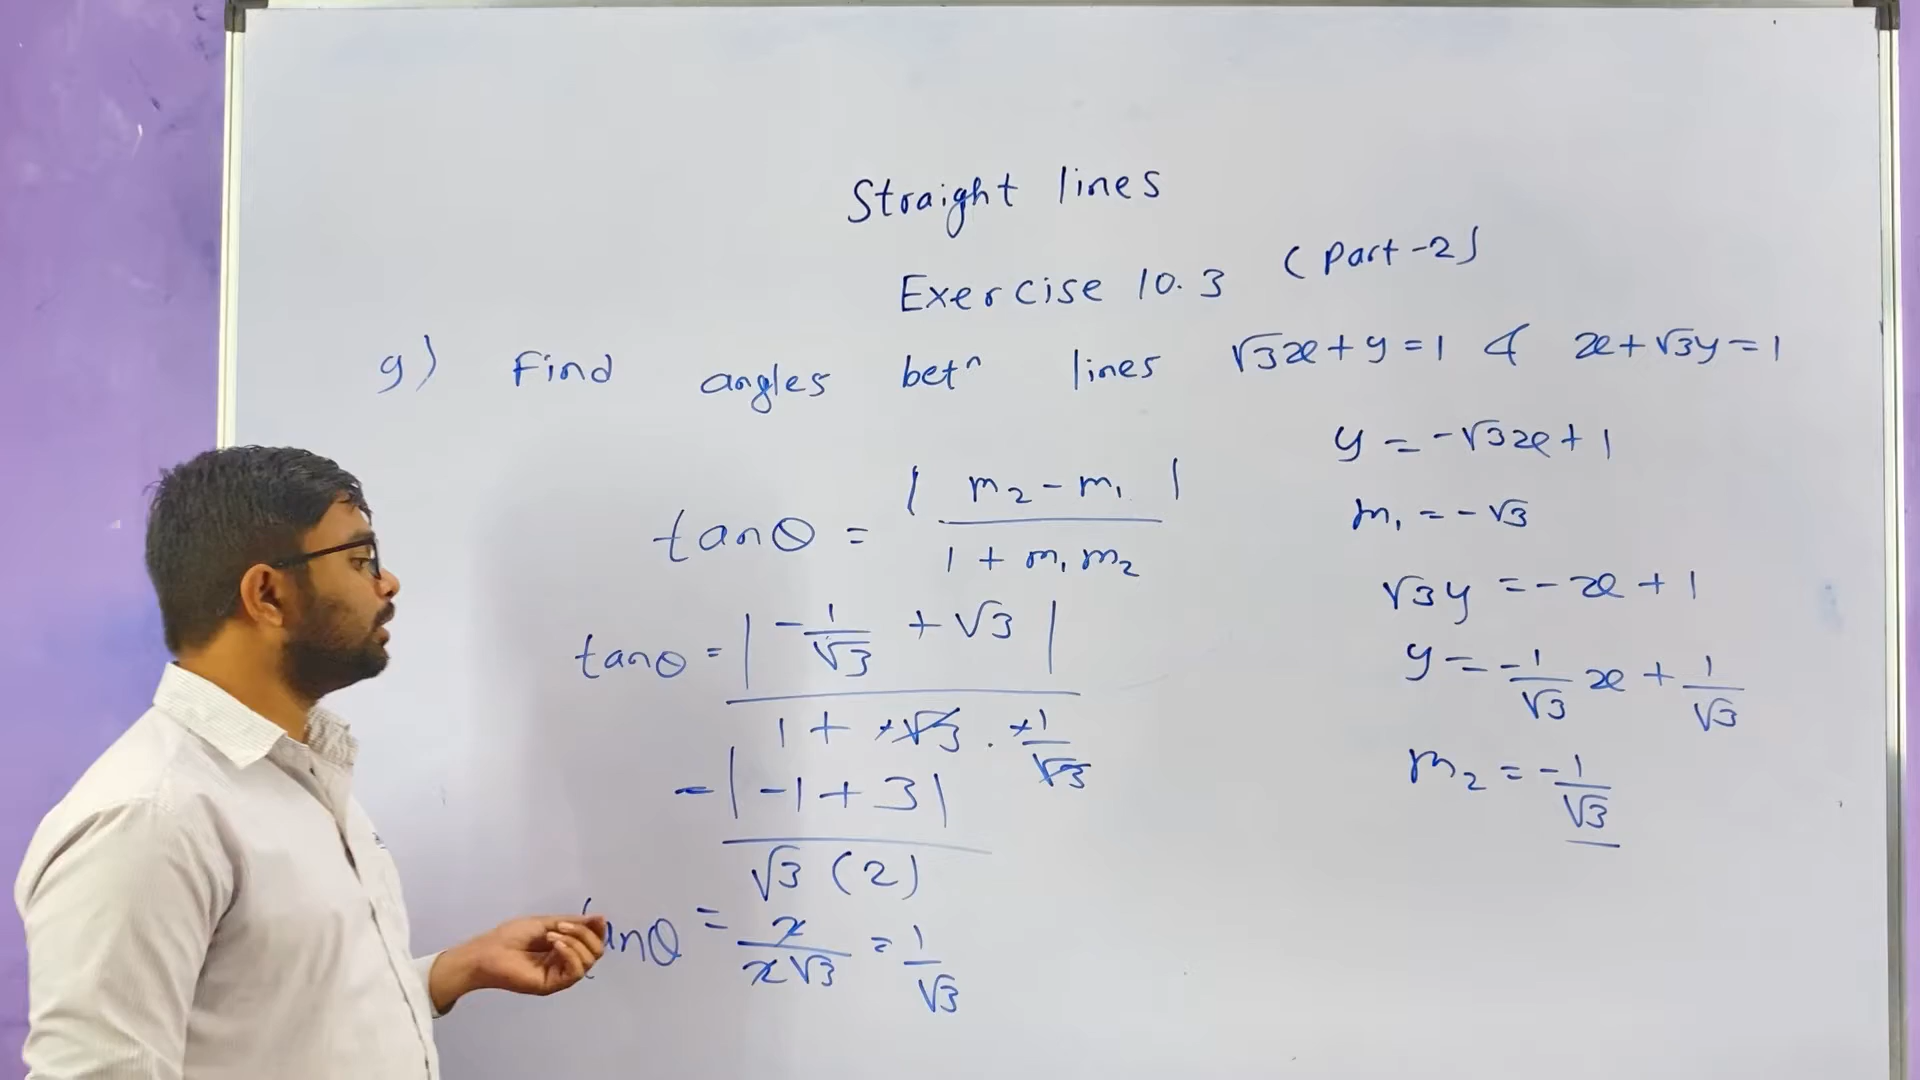 Straight lines
Exercise 10.3 (Part-2)
9) Find angles betⁿ lines √3x + y = 1 & x + √3y = 1
y = -√3x + 1
tanθ = | m₂ - m₁ | / 1 + m₁ m₂
m₁ = -√3
√3y = -x + 1
tanθ = | -1/√3 + √3 | / 1 + +√3 . +1/√3
y = -1/√3 x + 1/√3
m₂ = -1/√3
= | -1 + 3 | / √3 (2)
tanθ = 2/2√3 = 1/√3